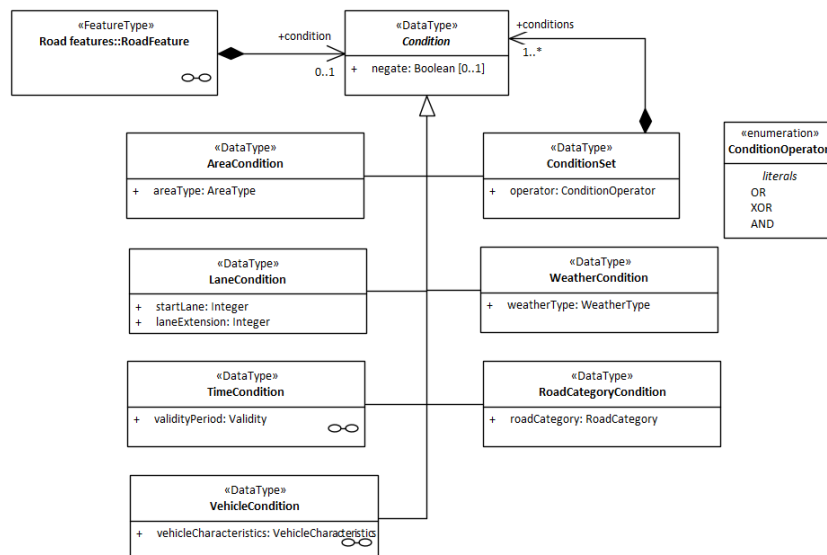 «FeatureType»
Road features::RoadFeature
+condition
0..1
«DataType»
Condition
+ negate: Boolean [0..1]
+conditions
1..*
«DataType»
AreaCondition
+ areaType: AreaType
«DataType»
ConditionSet
+ operator: ConditionOperator
«enumeration»
ConditionOperator
literals
OR
XOR
AND
«DataType»
LaneCondition
+ startLane: Integer
+ laneExtension: Integer
«DataType»
WeatherCondition
+ weatherType: WeatherType
«DataType»
TimeCondition
+ validityPeriod: Validity
«DataType»
RoadCategoryCondition
+ roadCategory: RoadCategory
«DataType»
VehicleCondition
+ vehicleCharacteristics: VehicleCharacteristics